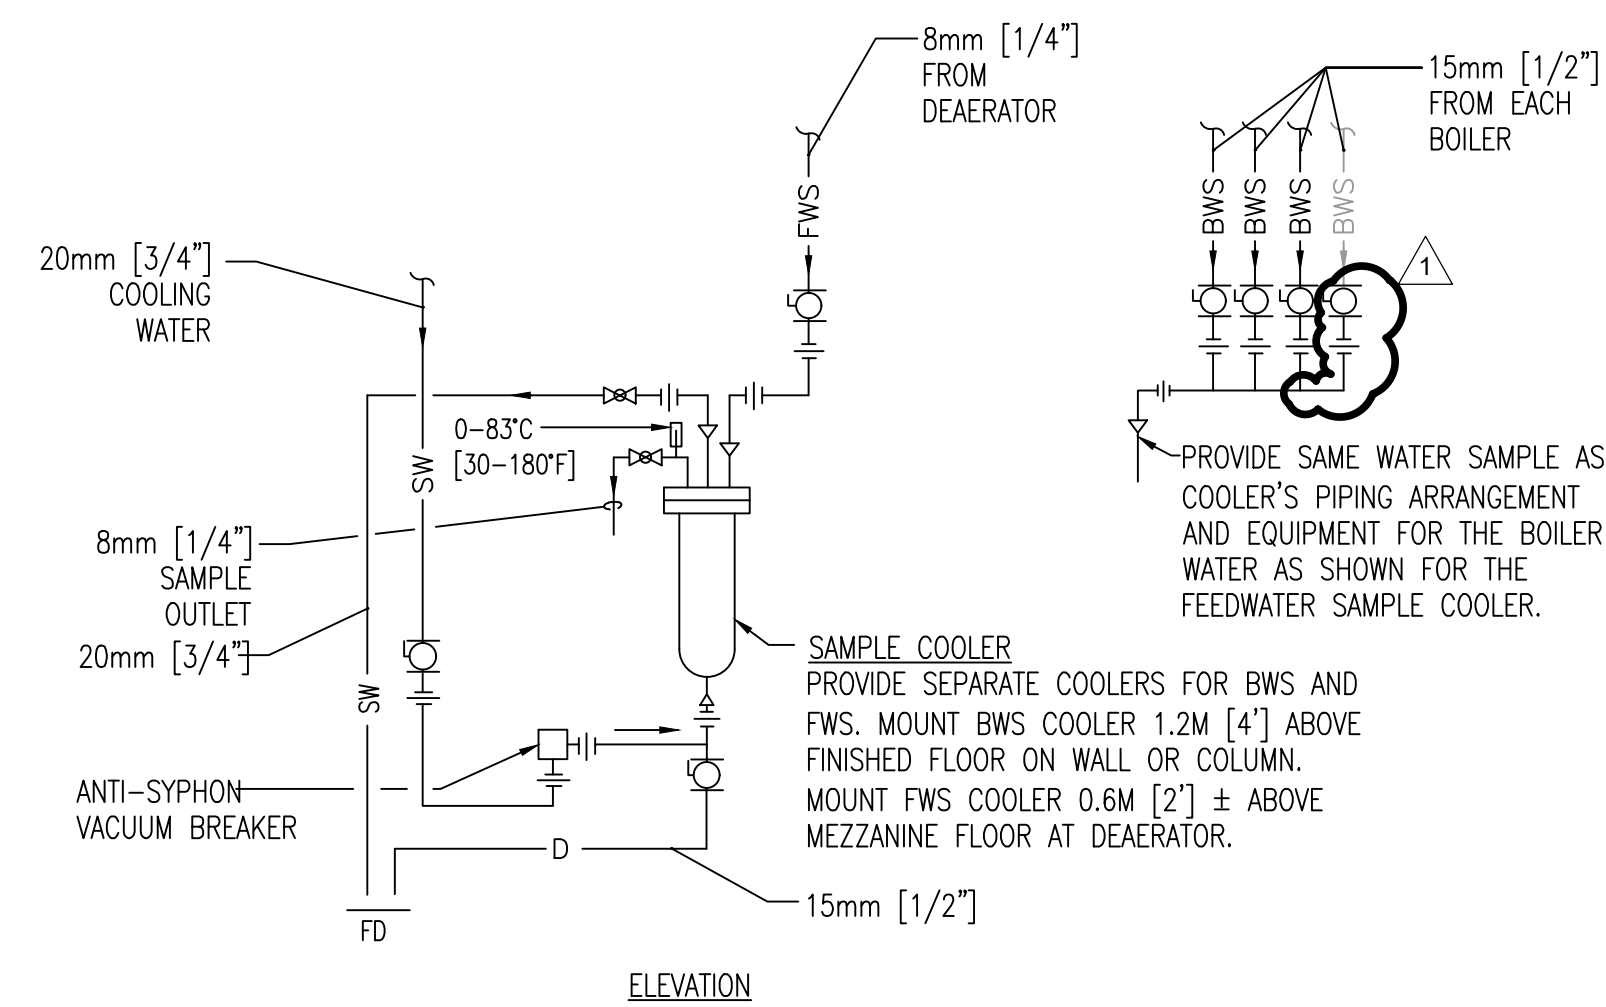 8mm [1/4"]
FROM
DEAERATOR
15mm [1/2"]
FROM EACH
BOILER
FWS
BWS
BWS
BWS
BWS
1
20mm [3/4"]
COOLING
WATER
0-83°C
[30-180°F]
SW
8mm [1/4"]
SAMPLE
OUTLET
20mm [3/4"]
SW
PROVIDE SAME WATER SAMPLE AS
COOLER'S PIPING ARRANGEMENT
AND EQUIPMENT FOR THE BOILER
WATER AS SHOWN FOR THE
FEEDWATER SAMPLE COOLER.
SAMPLE COOLER
PROVIDE SEPARATE COOLERS FOR BWS AND
FWS. MOUNT BWS COOLER 1.2M [4'] ABOVE
FINISHED FLOOR ON WALL OR COLUMN.
MOUNT FWS COOLER 0.6M [2'] ± ABOVE
MEZZANINE FLOOR AT DEAERATOR.
ANTI-SYPHON
VACUUM BREAKER
D
15mm [1/2"]
FD
ELEVATION